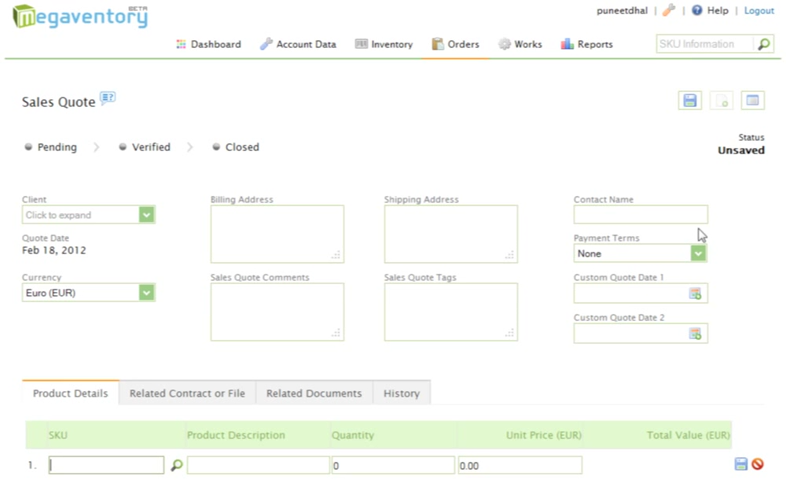 megaventory BETA
puneetdhal | | Help | Logout
Dashboard Account Data Inventory Orders Works Reports SKU Information
Sales Quote
Pending Verified Closed
Status
Unsaved
Client Billing Address Shipping Address Contact Name
Click to expand
Quote Date Payment Terms
Feb 18, 2012 None
Currency Sales Quote Comments Sales Quote Tags Custom Quote Date 1
Euro (EUR)
Custom Quote Date 2
Product Details Related Contract or File Related Documents History
SKU Product Description Quantity Unit Price (EUR) Total Value (EUR)
1. 0 0.00